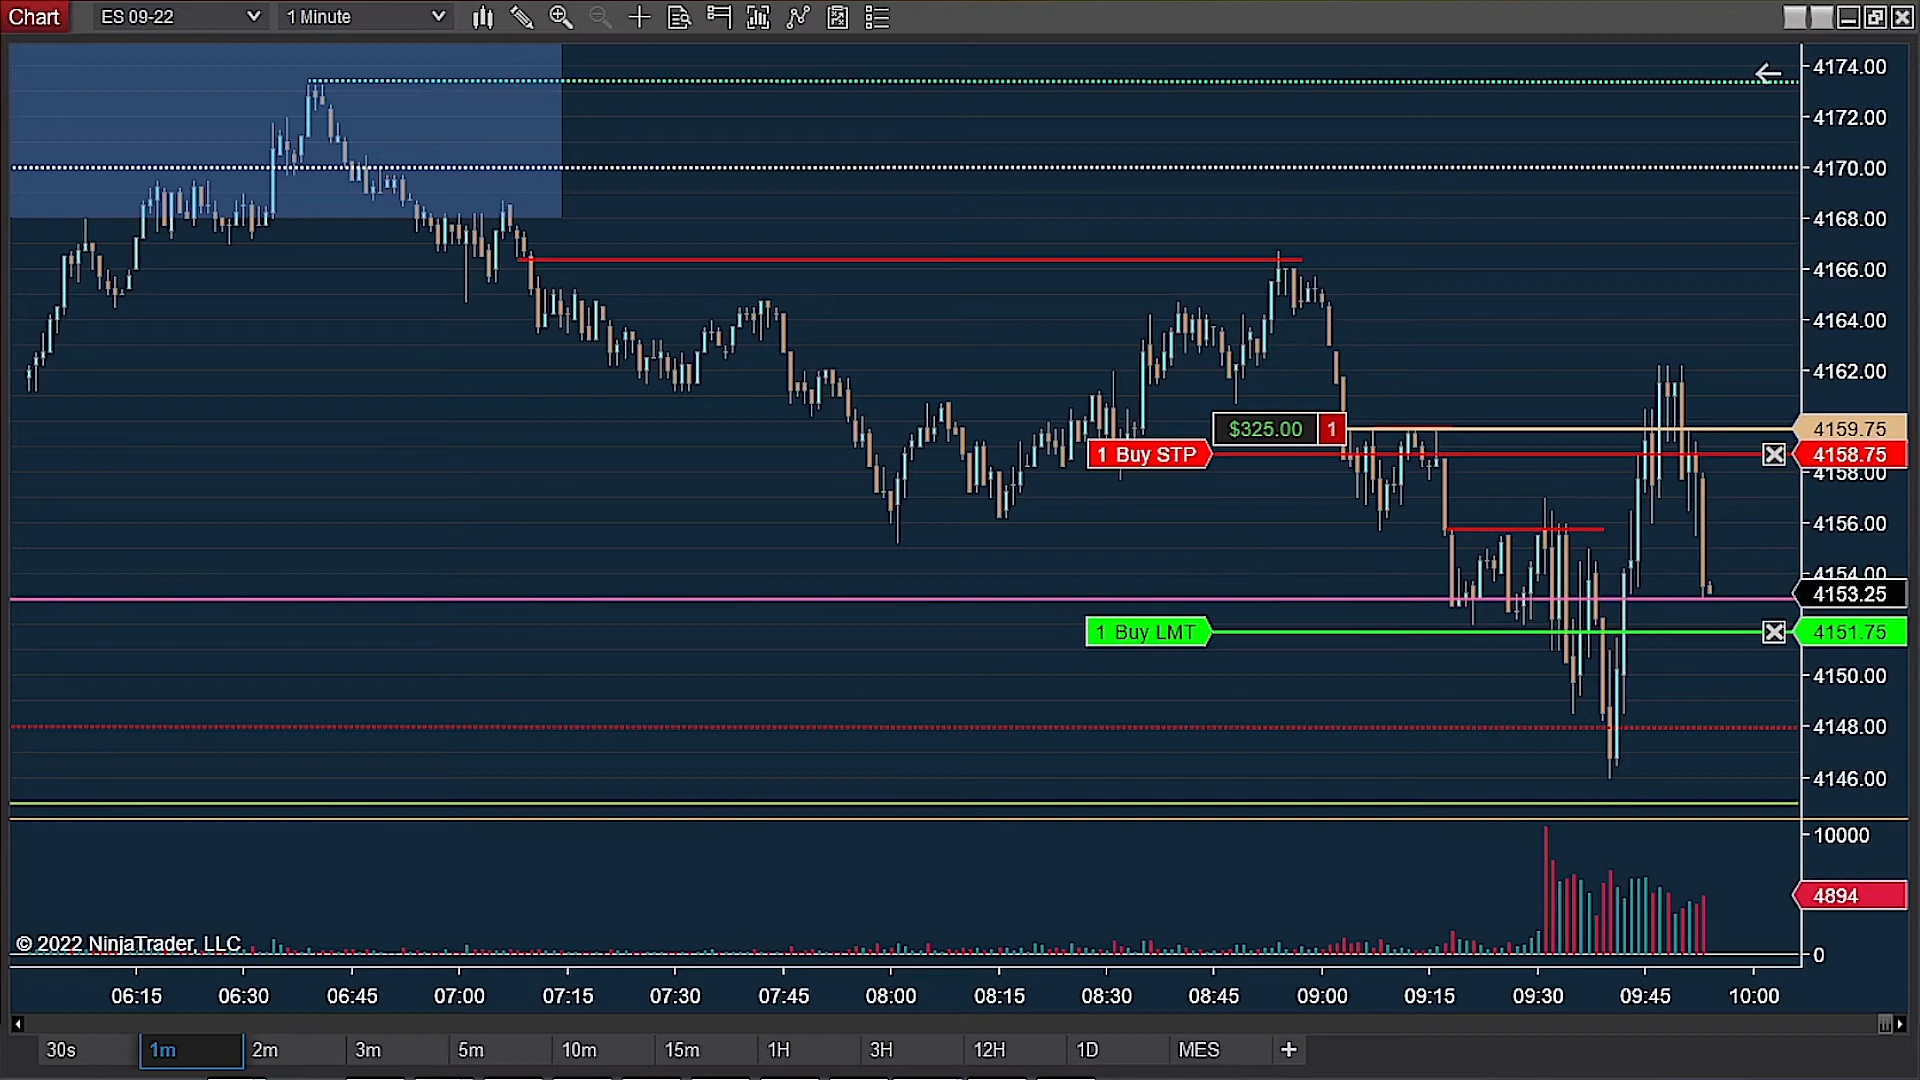 Chart ES 09-22 1 Minute
4174.00
4172.00
4170.00
4168.00
4166.00
4164.00
4162.00
$325.00 1 4159.75
1 Buy STP 4158.75
4158.00
4156.00
4154.00
4153.25
1 Buy LMT 4151.75
4150.00
4148.00
4146.00
10000
4894
© 2022 NinjaTrader, LLC
0
06:15 06:30 06:45 07:00 07:15 07:30 07:45 08:00 08:15 08:30 08:45 09:00 09:15 09:30 09:45 10:00
30s 1m 2m 3m 5m 10m 15m 1H 3H 12H 1D MES +